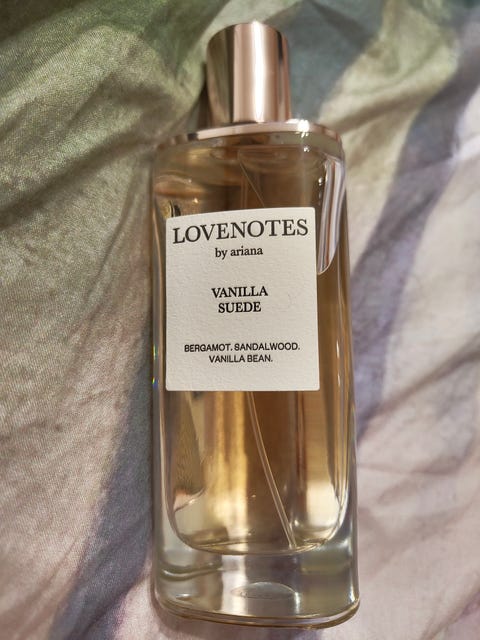 LOVENOTES
by ariana
VANILLA
SUEDE
BERGAMOT. SANDALWOOD.
VANILLA BEAN.